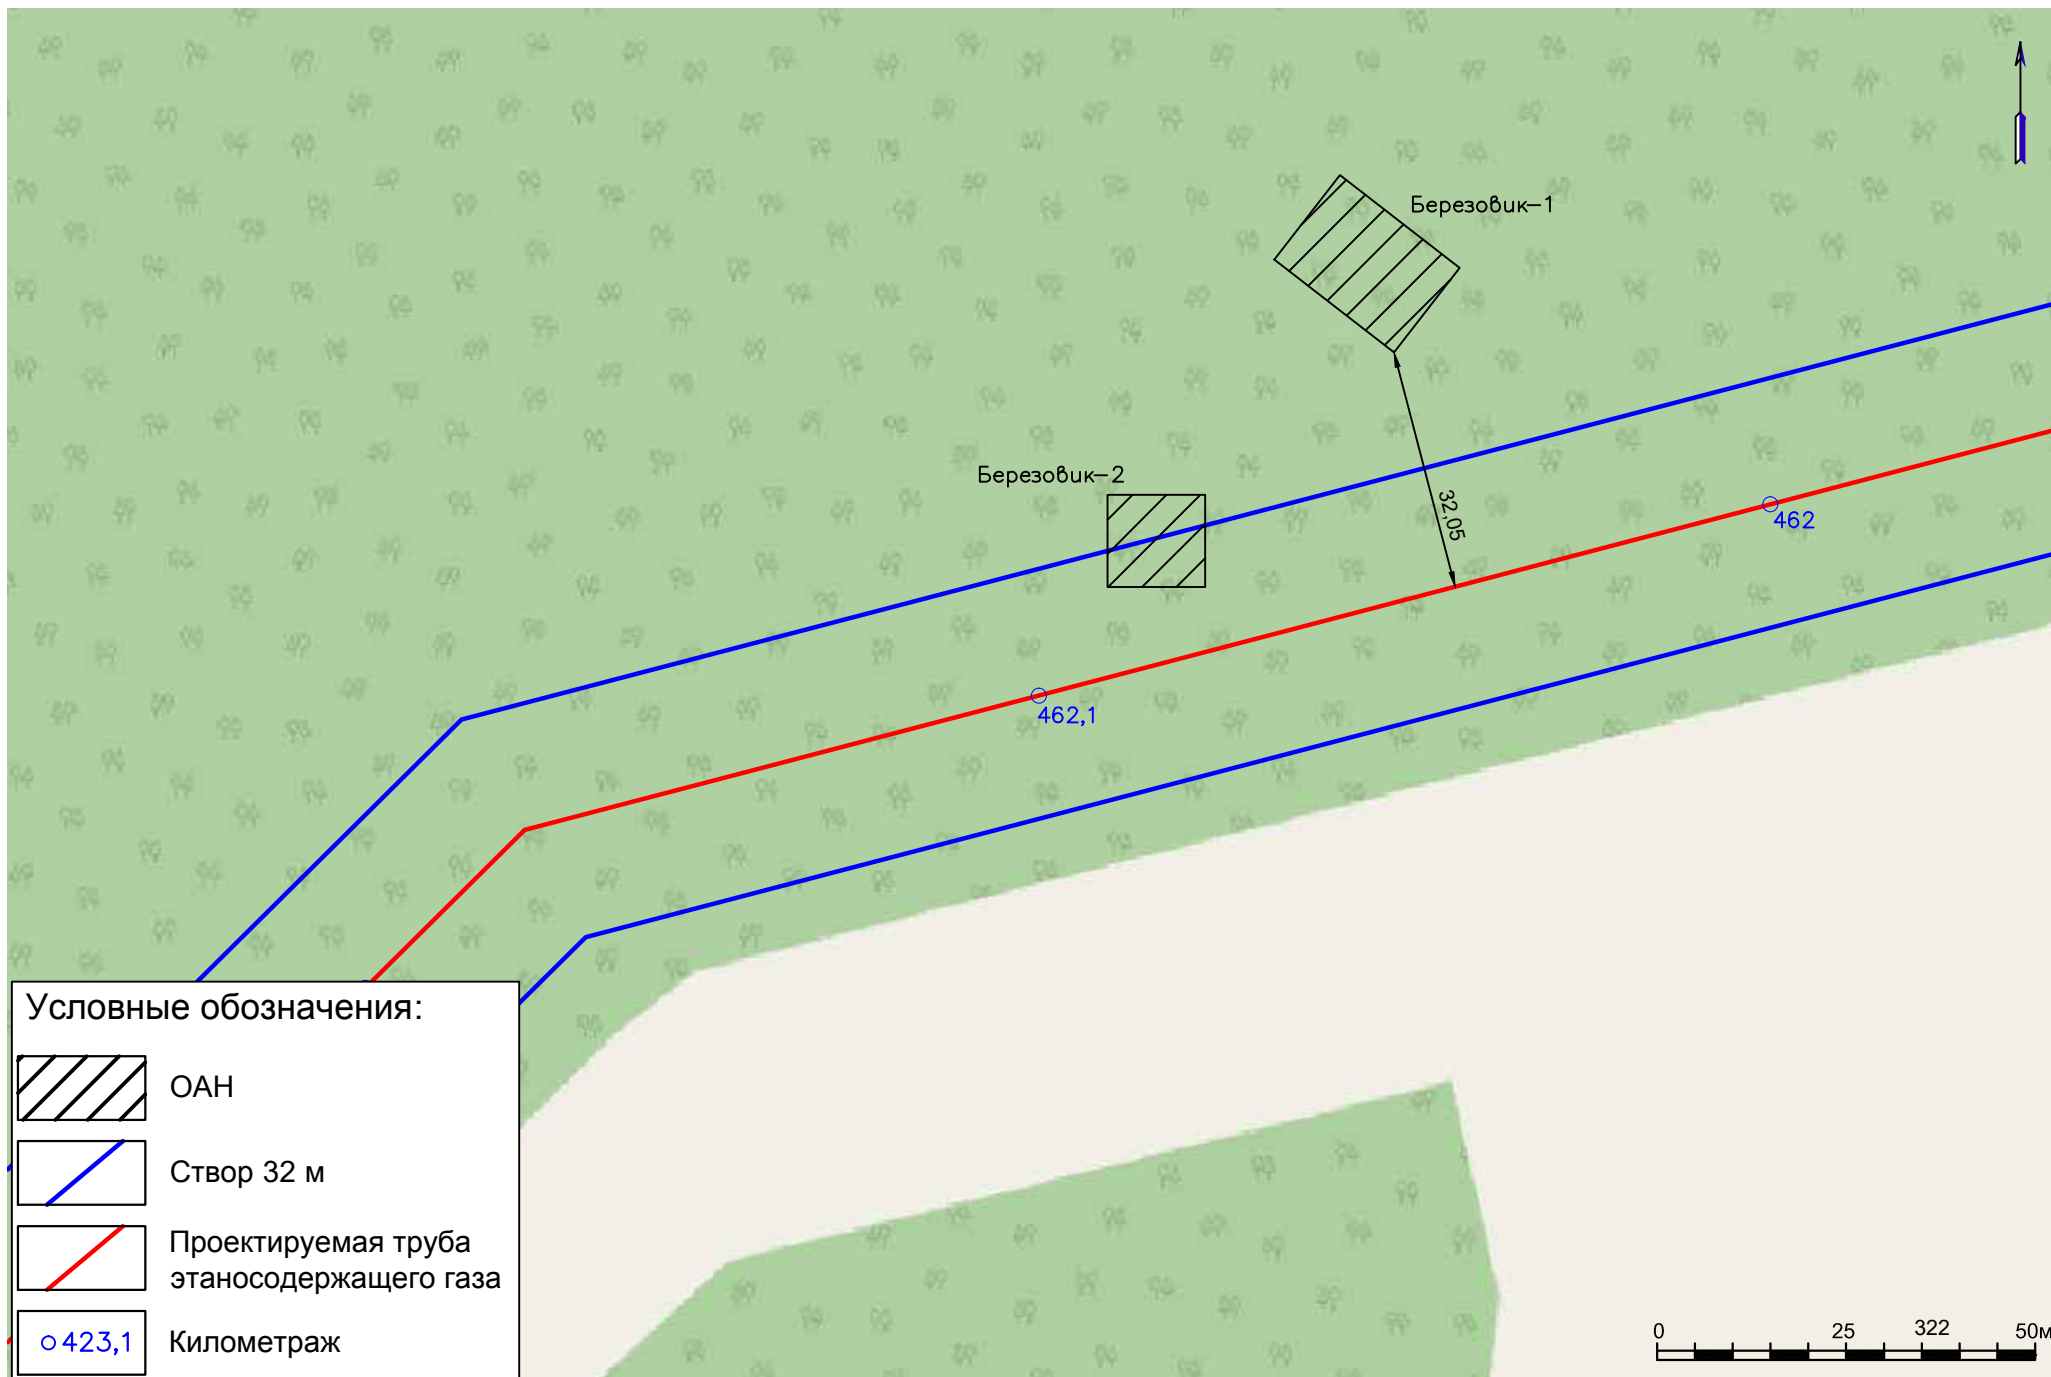 Березовик–1
Березовик–2
32,05
462
462,1
Условные обозначения:
ОАН
Створ 32 м
Проектируемая труба
этаносодержащего газа
423,1 Километраж
0 25 322 50м